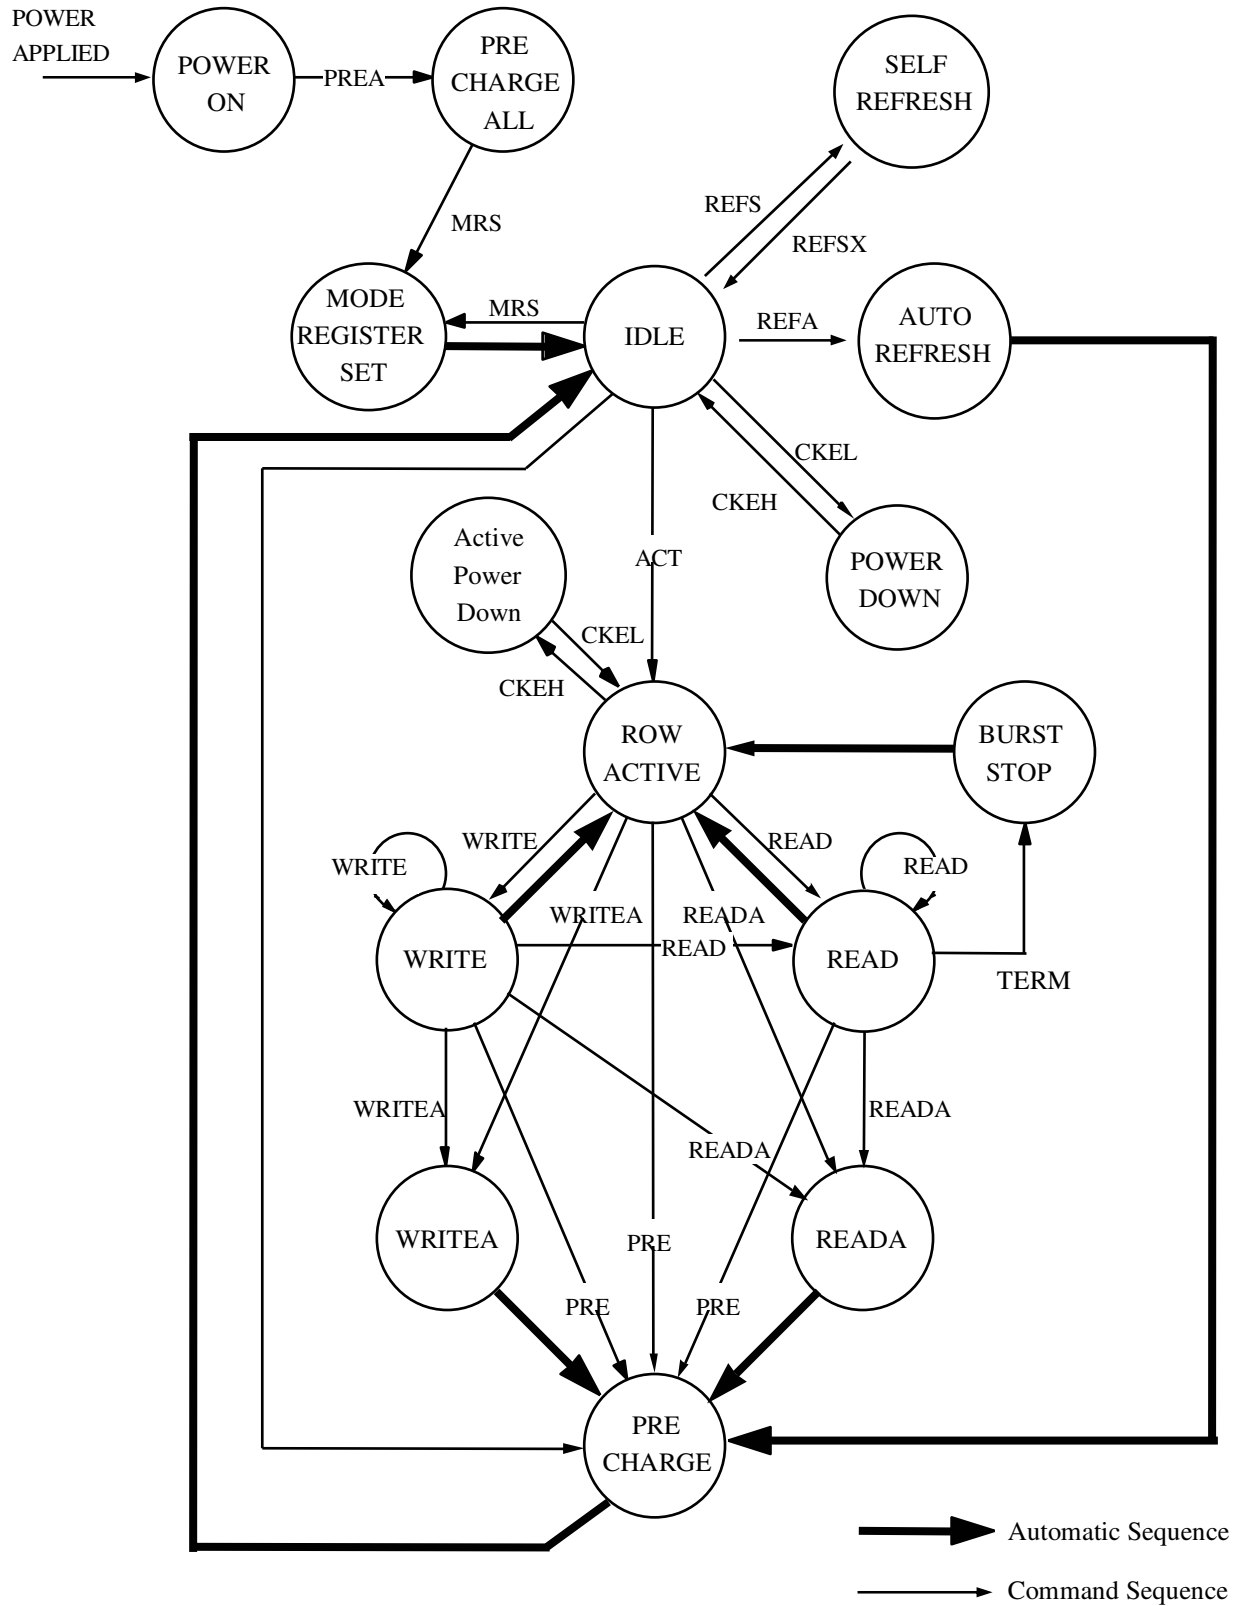 POWER
APPLIED
POWER
ON
PREA
PRE
CHARGE
ALL
SELF
REFRESH
MRS
REFS
REFSX
MODE
REGISTER
SET
MRS
IDLE
REFA
AUTO
REFRESH
CKEL
CKEH
Active
Power
Down
ACT
POWER
DOWN
CKEL
CKEH
ROW
ACTIVE
BURST
STOP
WRITE
WRITE
READ
READ
WRITEA
READA
WRITE
READ
READ
TERM
WRITEA
READA
READA
WRITEA
PRE
READA
PRE
PRE
PRE
CHARGE
Automatic Sequence
Command Sequence